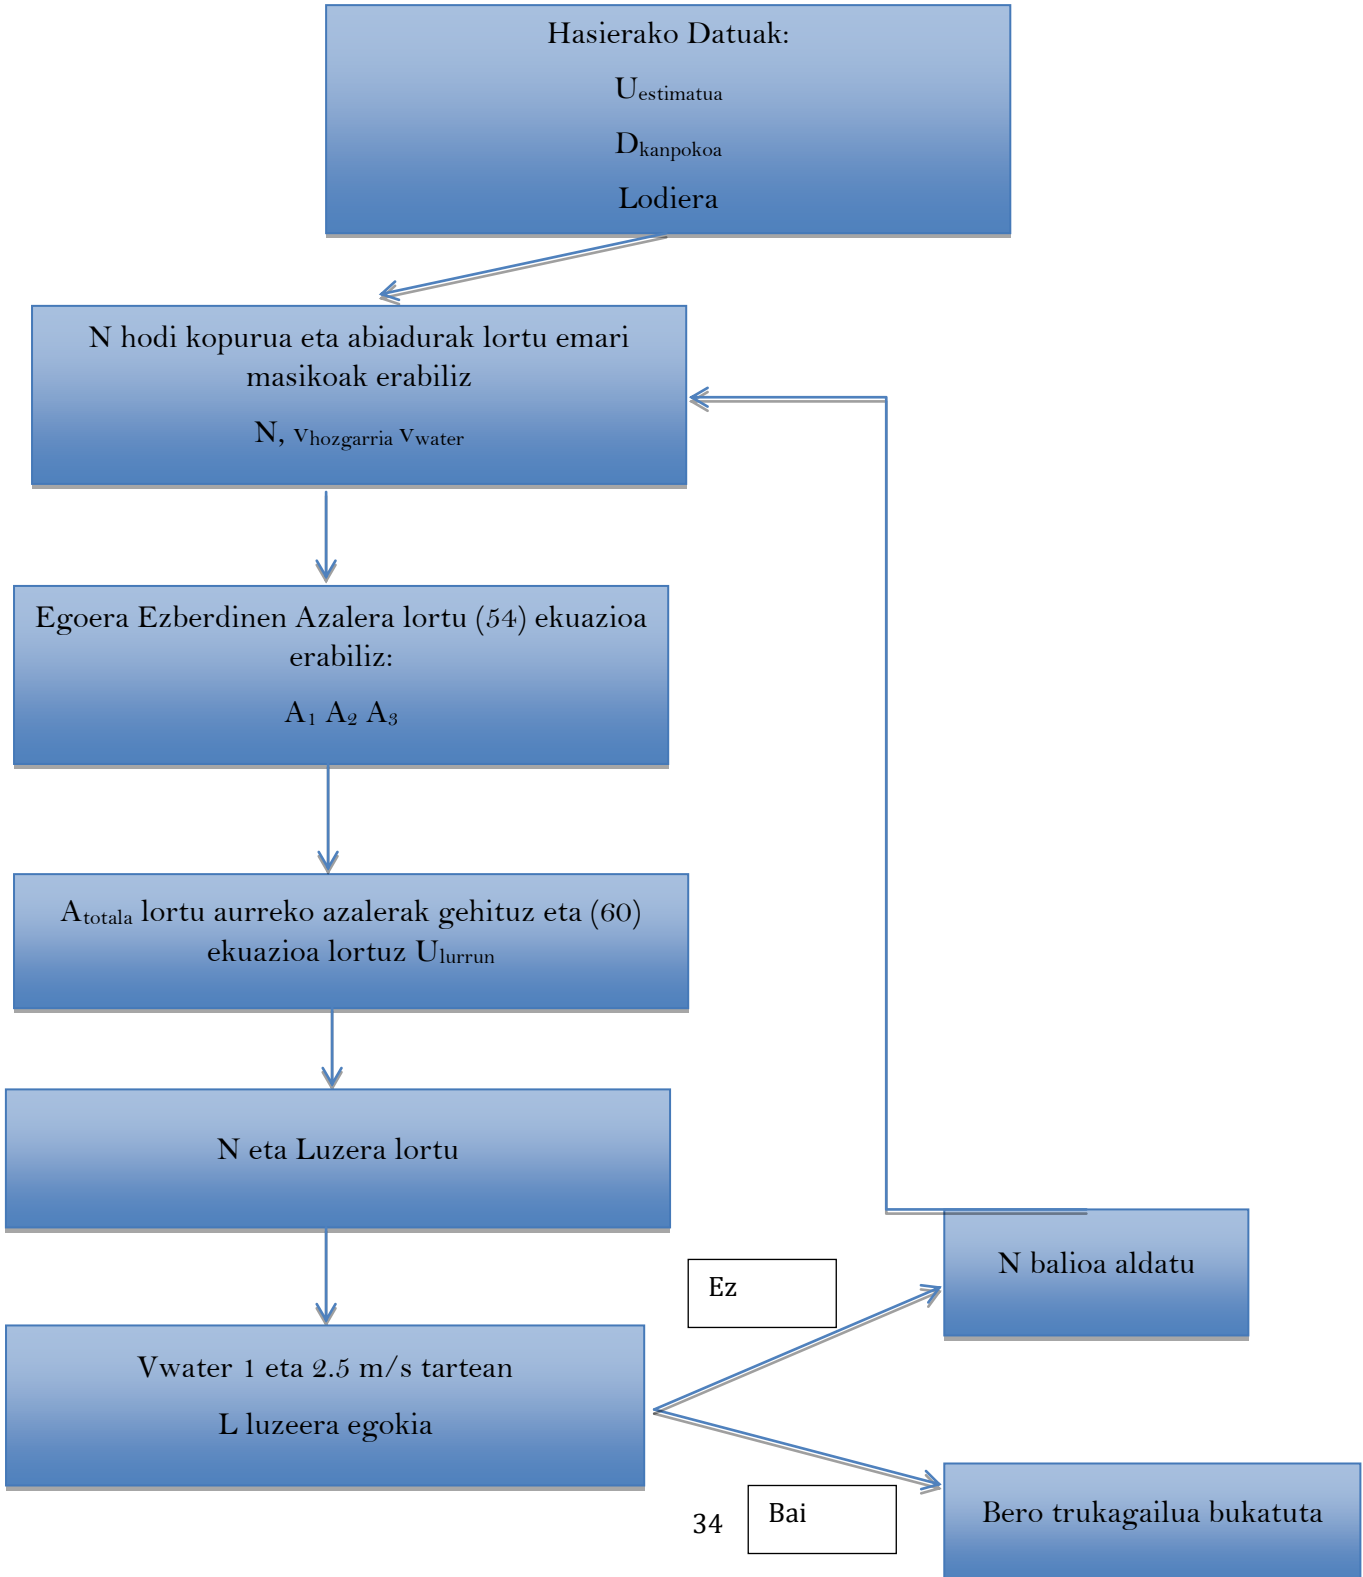 Hasierako Datuak:
Uestimatua
Dkanpokoa
Lodiera
N hodi kopurua eta abiadurak lortu emari
masikoak erabiliz
N, vhozgarria vwater
Egoera Ezberdinen Azalera lortu (54) ekuazioa
erabiliz:
A1 A2 A3
Atotala lortu aurreko azalerak gehituz eta (60)
ekuazioa lortuz Ulurrun
N eta Luzera lortu
Vwater 1 eta 2.5 m/s tartean
L luzeera egokia
Ez
N balioa aldatu
Bai
Bero trukagailua bukatuta
34